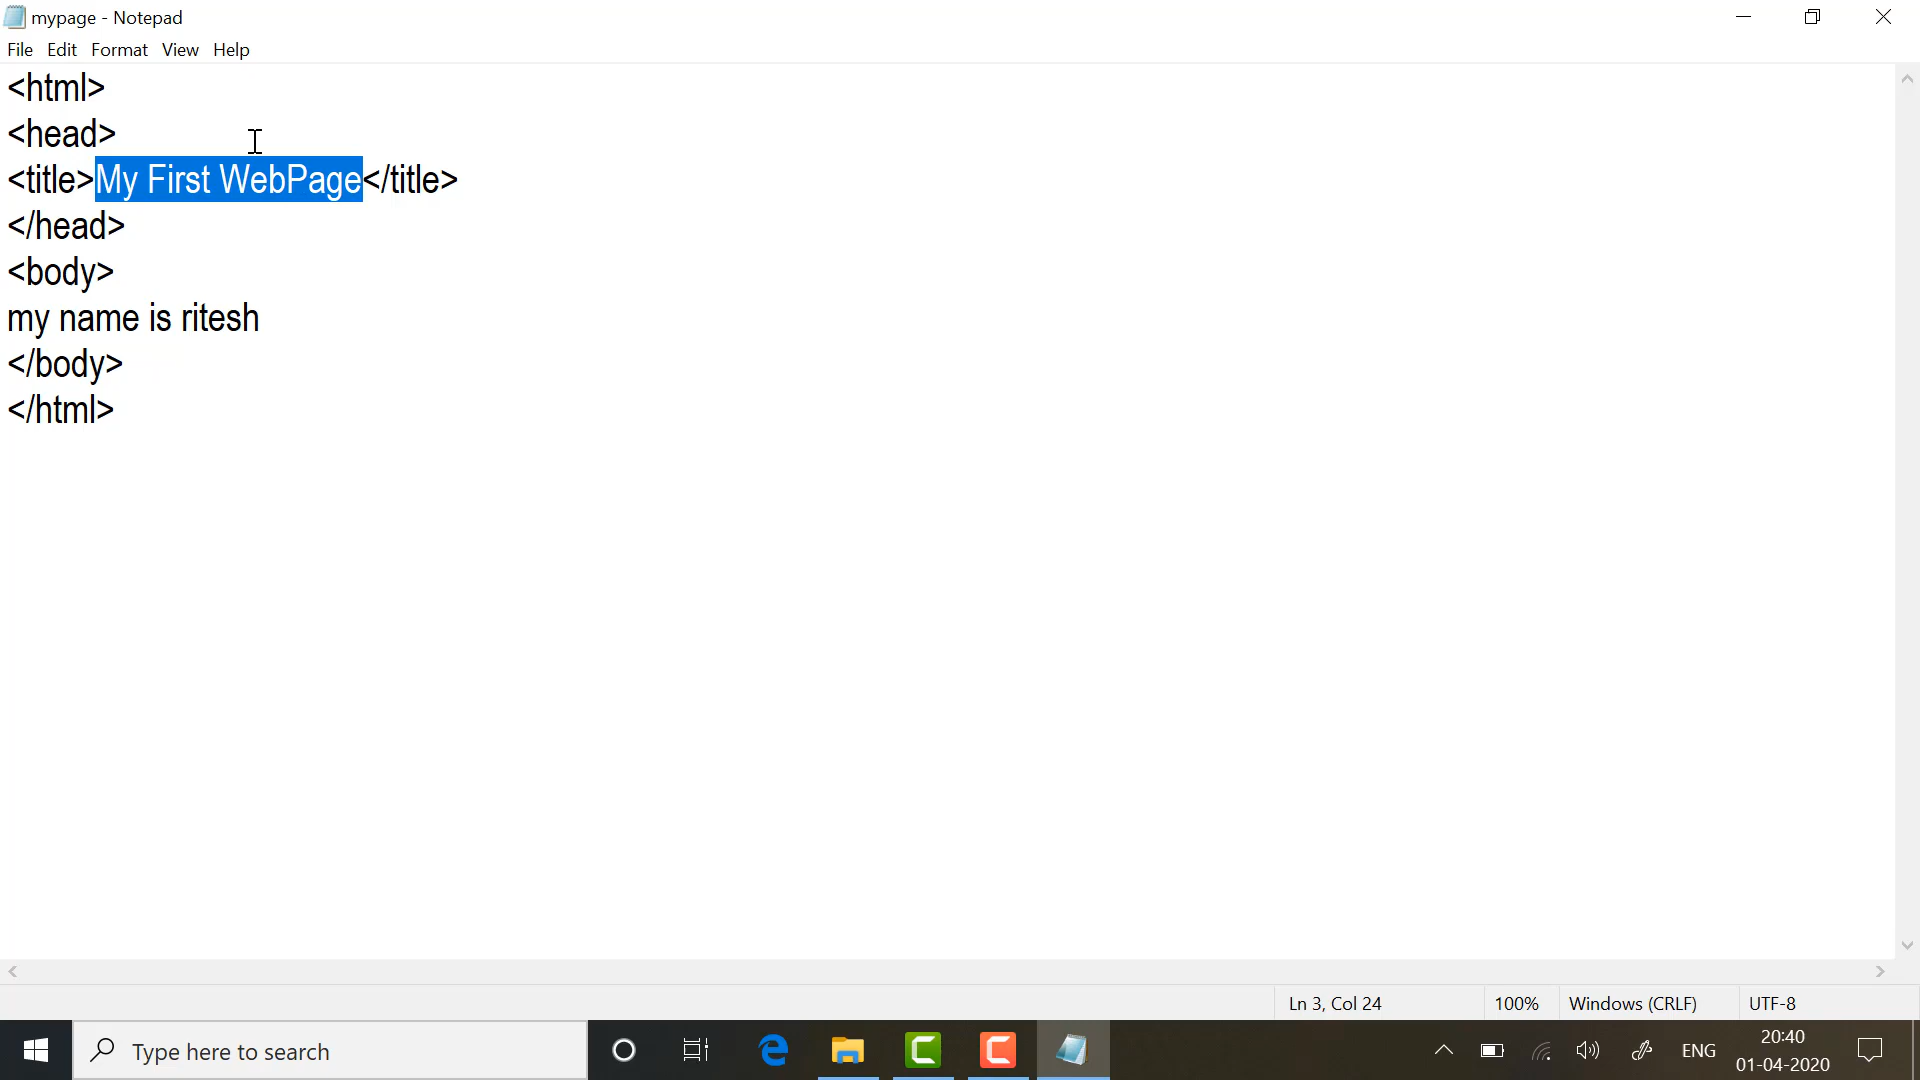 mypage - Notepad
File Edit Format View Help
<html>
<head>
<title>My First WebPage</title>
</head>
<body>
my name is ritesh
</body>
</html>
Ln 3, Col 24 100% Windows (CRLF) UTF-8
Type here to search
ENG
20:40
01-04-2020